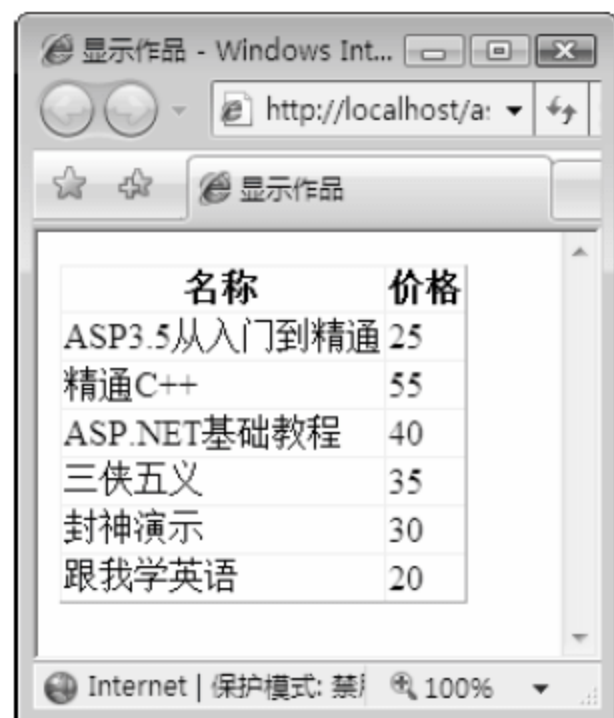 显示作品 - Windows Int...
http://localhost/a
显示作品
名称 价格
ASP3.5从入门到精通 25
精通C++ 55
ASP.NET基础教程 40
三侠五义 35
封神演示 30
跟我学英语 20
Internet | 保护模式: 禁 100%